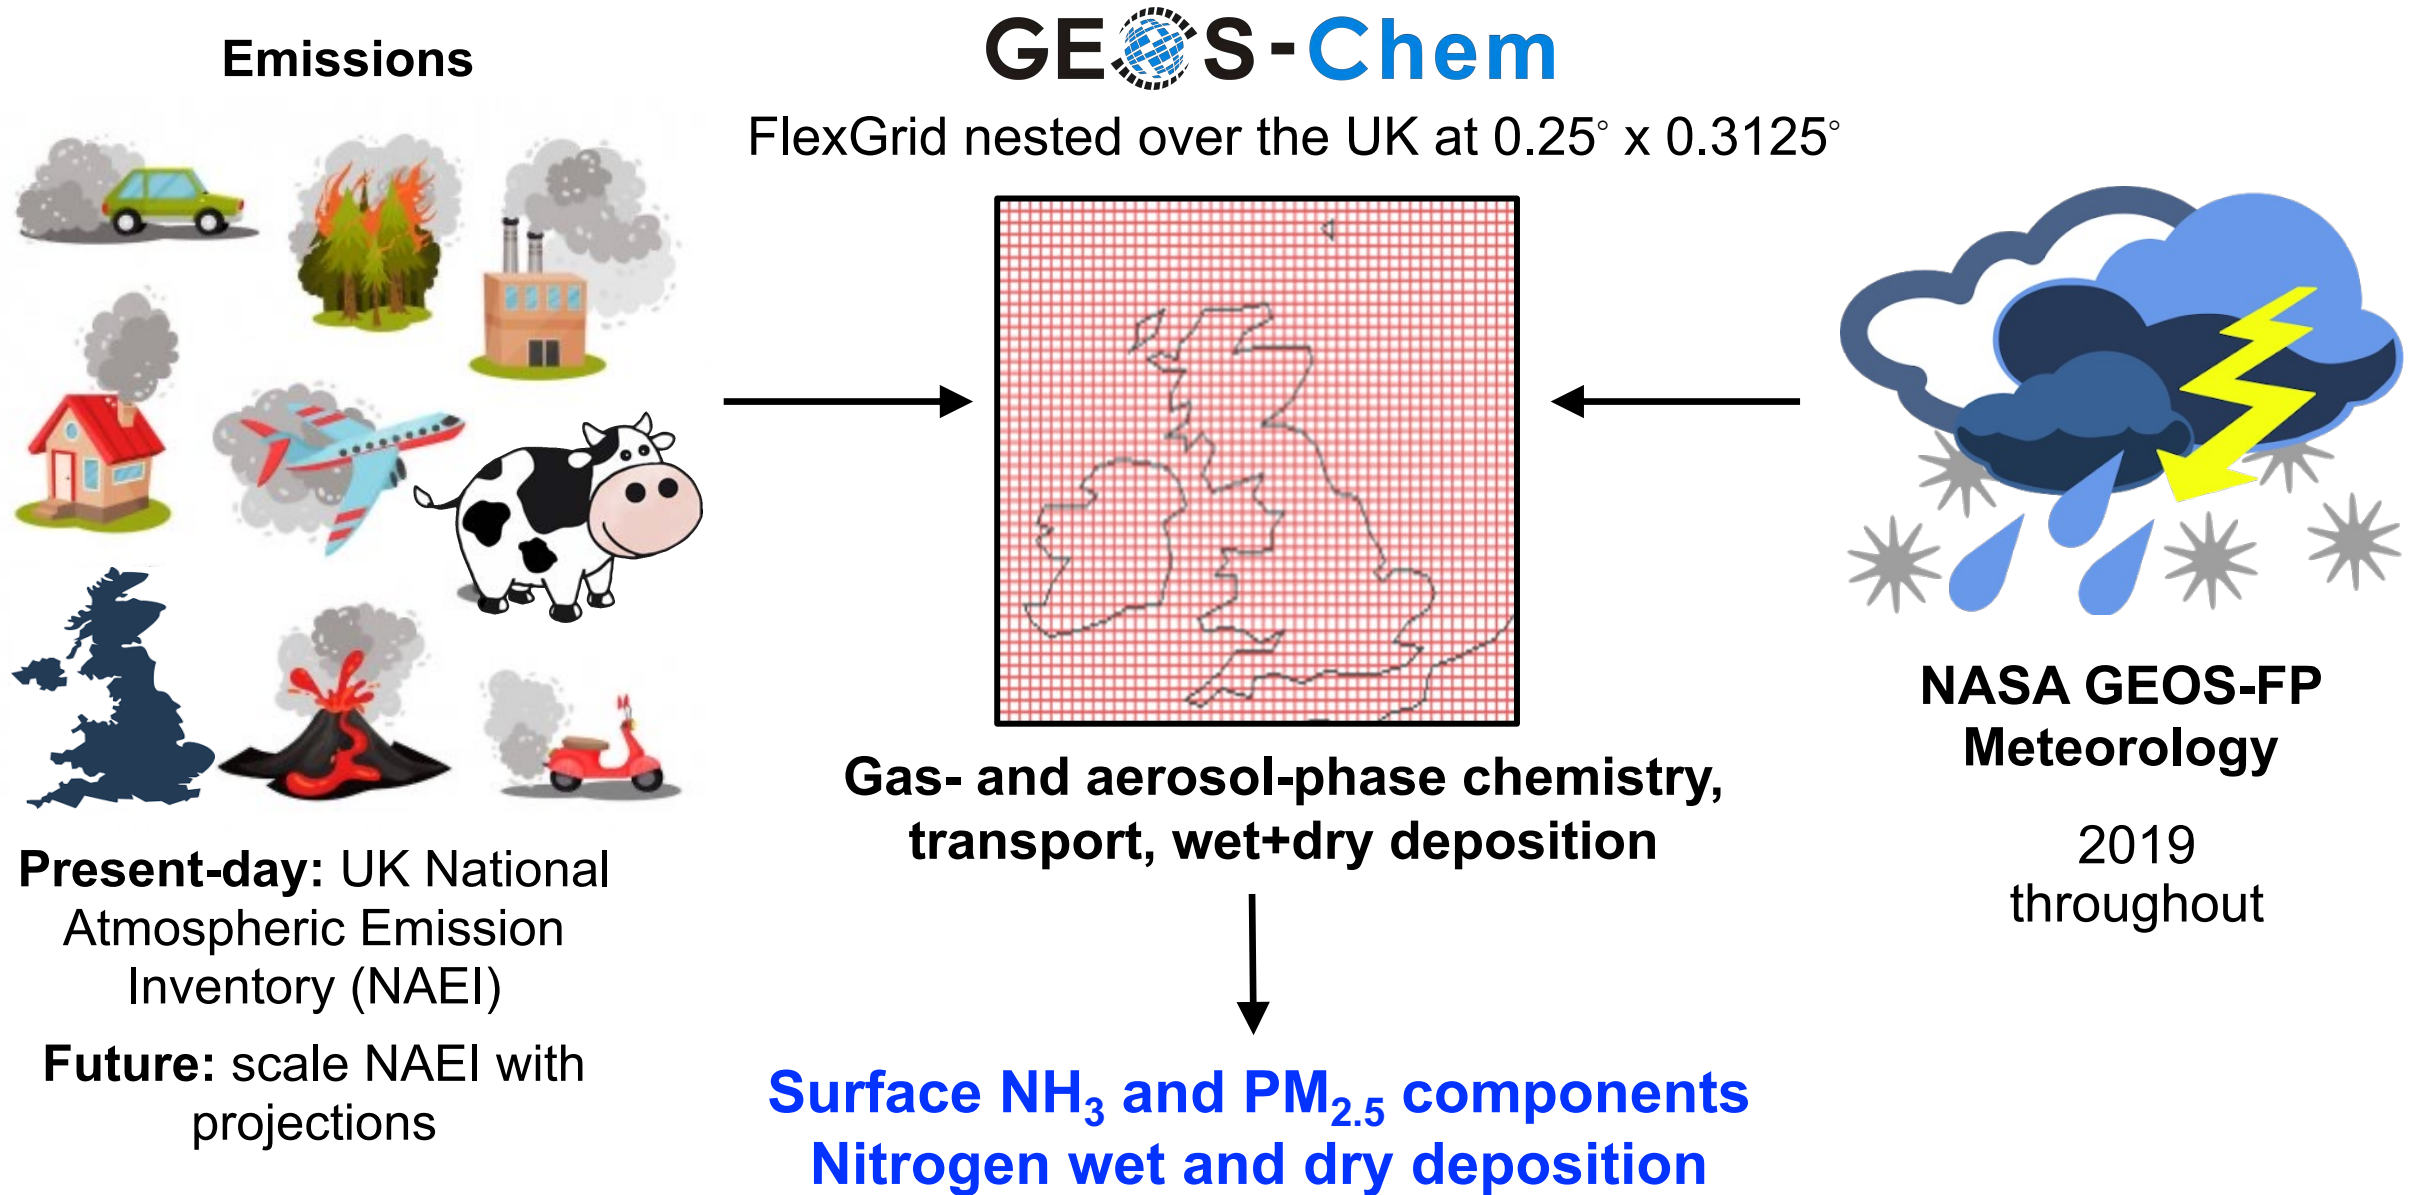 Emissions
GEOS-Chem
FlexGrid nested over the UK at 0.25° x 0.3125°
Gas- and aerosol-phase chemistry,
transport, wet+dry deposition
NASA GEOS-FP
Meteorology
2019
throughout
Present-day: UK National
Atmospheric Emission
Inventory (NAEI)
Future: scale NAEI with
projections
Surface NH₃ and PM₂.₅ components
Nitrogen wet and dry deposition